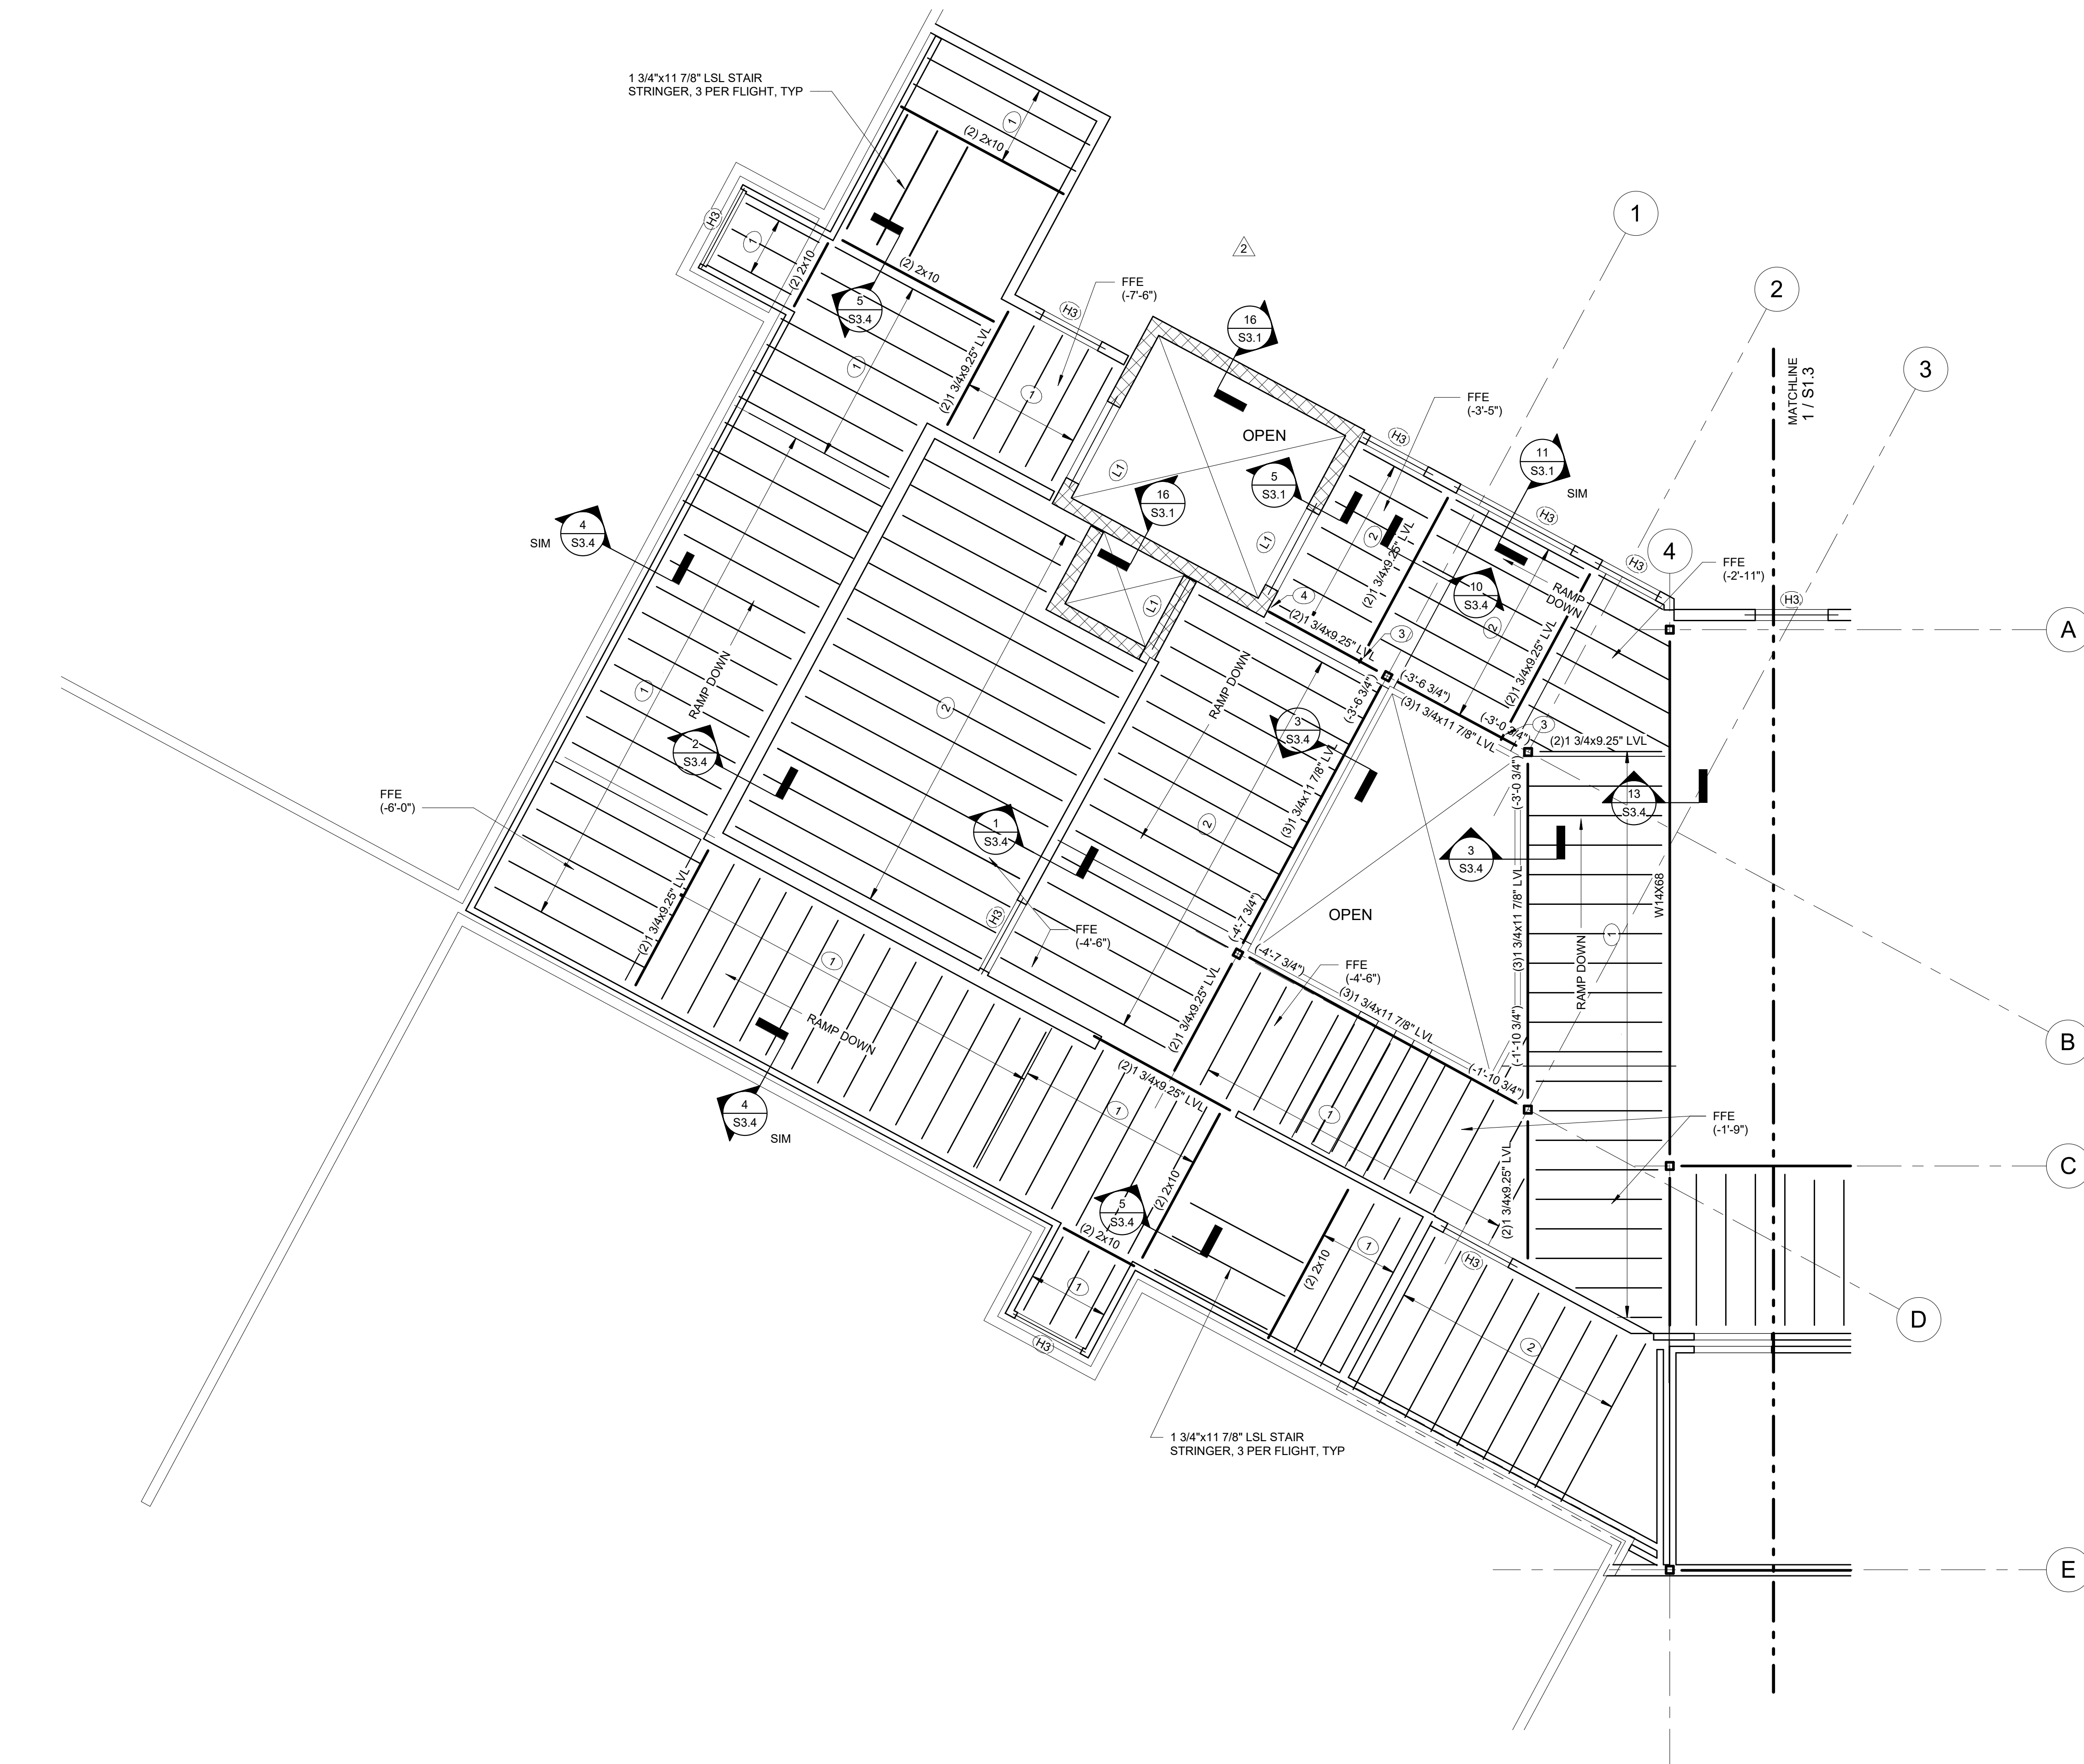 1 3/4"x11 7/8" LSL STAIR
STRINGER, 3 PER FLIGHT, TYP
1
(2) 2x10
H3
1
(2) 2x10
(2) 2x10
5
S3.4
1
FFE
(-7'-6")
H3
(2)1 3/4x9.25" LVL
1
2
16
S3.1
OPEN
L1
5
S3.1
16
S3.1
L1
L1
FFE
(-3'-5")
H3
11
S3.1
SIM
H3
H3
1
2
3
4
MATCHLINE
1 / S1.3
FFE
(-2'-11")
H3
A
2
(2)1 3/4x9.25" LVL
10
S3.4
RAMP
DOWN
2
4
(2)1 3/4x9.25" LVL
3
(2)1 3/4x9.25" LVL
SIM
4
S3.4
1
RAMP DOWN
2
S3.4
2
RAMP DOWN
2
(-3'-6 3/4")
(-3'-6 3/4")
(3)1 3/4x11 7/8" LVL
3
S3.4
(3)1 3/4x11 7/8" LVL
(-3'-0 3/4")
3
(2)1 3/4x9.25" LVL
(-3'-0 3/4")
13
S3.4
3
S3.4
FFE
(-6'-0")
1
S3.4
(2)1 3/4x9.25" LVL
H3
FFE
(-4'-6")
(-4'-7 3/4")
(-4'-7 3/4")
OPEN
FFE
(-4'-6")
(3)1 3/4x11 7/8" LVL
(3)1 3/4x11 7/8" LVL
RAMP DOWN
W14X68
1
1
RAMP DOWN
4
S3.4
SIM
(2)1 3/4x9.25" LVL
(2)1 3/4x9.25" LVL
1
1
(-1'-10 3/4")
(-1'-10 3/4")
FFE
(-1'-9")
B
C
(2)1 3/4x9.25" LVL
5
S3.4
(2) 2x10
(2) 2x10
1
H3
(2) 2x10
1
H3
2
D
1 3/4"x11 7/8" LSL STAIR
STRINGER, 3 PER FLIGHT, TYP
E